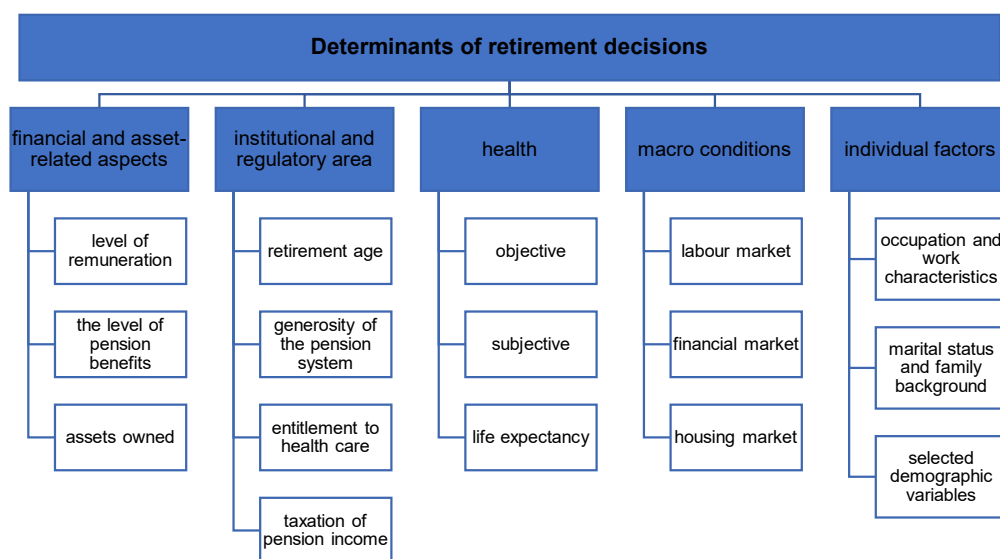 Determinants of retirement decisions
financial and asset-
related aspects
level of
remuneration
the level of
pension
benefits
assets owned
institutional and
regulatory area
retirement age
generosity of
the pension
system
entitlement to
health care
taxation of
pension income
health
objective
subjective
life expectancy
macro conditions
labour market
financial market
housing market
individual factors
occupation and
work
characteristics
marital status
and family
background
selected
demographic
variables